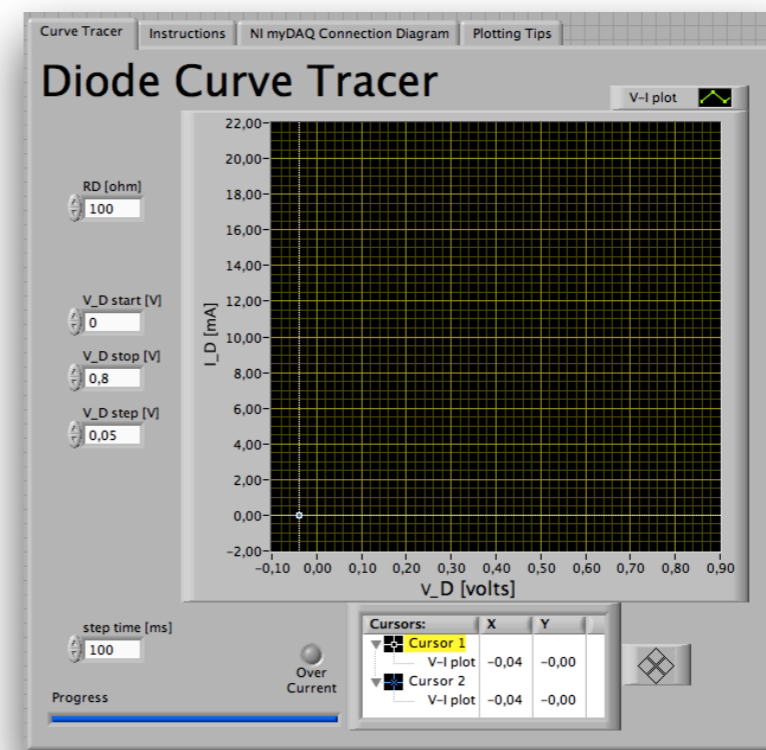 Curve Tracer Instructions NI myDAQ Connection Diagram Plotting Tips
Diode Curve Tracer
V-I plot
RD [ohm]
100
V_D start [V]
0
V_D stop [V]
0,8
V_D step [V]
0,05
step time [ms]
100
I_D [mA]
22,00
20,00
18,00
16,00
14,00
12,00
10,00
8,00
6,00
4,00
2,00
0,00
-2,00
-0,10 0,00 0,10 0,20 0,30 0,40 0,50 0,60 0,70 0,80 0,90
V_D [volts]
Over
Current
Progress
Cursors: X Y
Cursor 1
V-I plot -0,04 -0,00
Cursor 2
V-I plot -0,04 -0,00